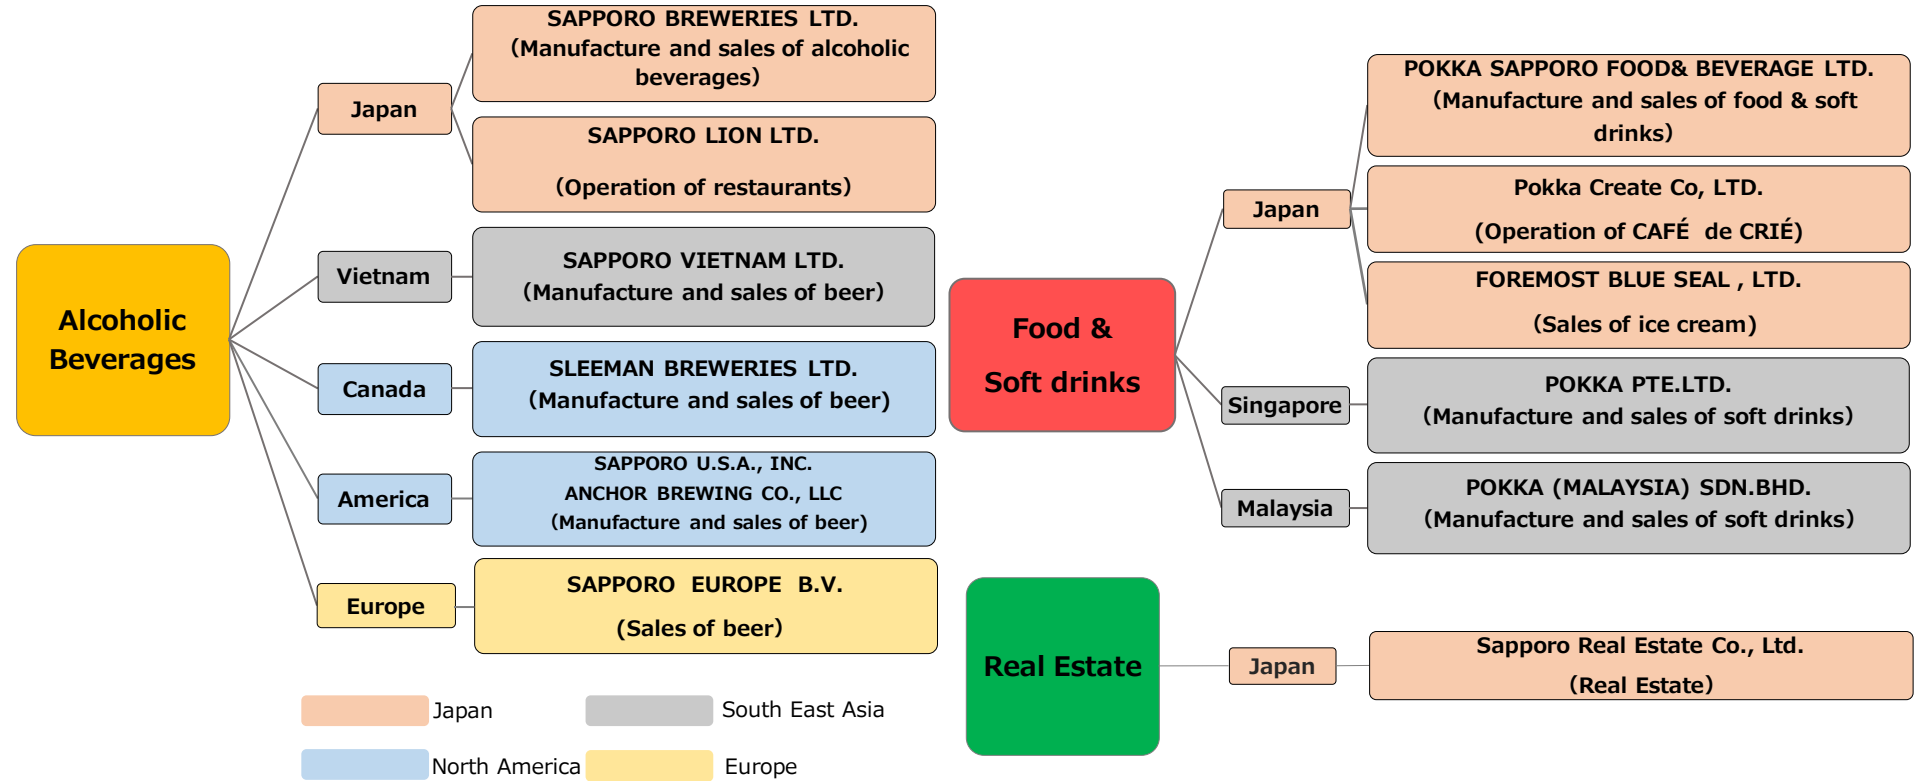 Alcoholic
Beverages
Japan
SAPPORO BREWERIES LTD.
(Manufacture and sales of alcoholic
beverages)
SAPPORO LION LTD.
(Operation of restaurants)
Vietnam
SAPPORO VIETNAM LTD.
(Manufacture and sales of beer)
Canada
SLEEMAN BREWERIES LTD.
(Manufacture and sales of beer)
America
SAPPORO U.S.A., INC.
ANCHOR BREWING CO., LLC
(Manufacture and sales of beer)
Europe
SAPPORO EUROPE B.V.
(Sales of beer)
Food &
Soft drinks
Japan
POKKA SAPPORO FOOD& BEVERAGE LTD.
(Manufacture and sales of food & soft
drinks)
Pokka Create Co, LTD.
(Operation of CAFÉ de CRIÉ)
FOREMOST BLUE SEAL , LTD.
(Sales of ice cream)
Singapore
POKKA PTE.LTD.
(Manufacture and sales of soft drinks)
Malaysia
POKKA (MALAYSIA) SDN.BHD.
(Manufacture and sales of soft drinks)
Real Estate
Japan
Sapporo Real Estate Co., Ltd.
(Real Estate)
Japan
South East Asia
North America
Europe